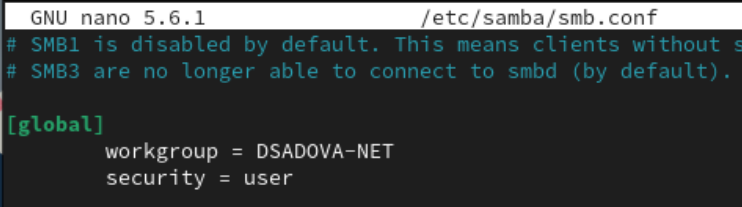 GNU nano 5.6.1 /etc/samba/smb.conf
# SMB1 is disabled by default. This means clients without
# SMB3 are no longer able to connect to smbd (by default).
[global]
workgroup = DSADOVA-NET
security = user